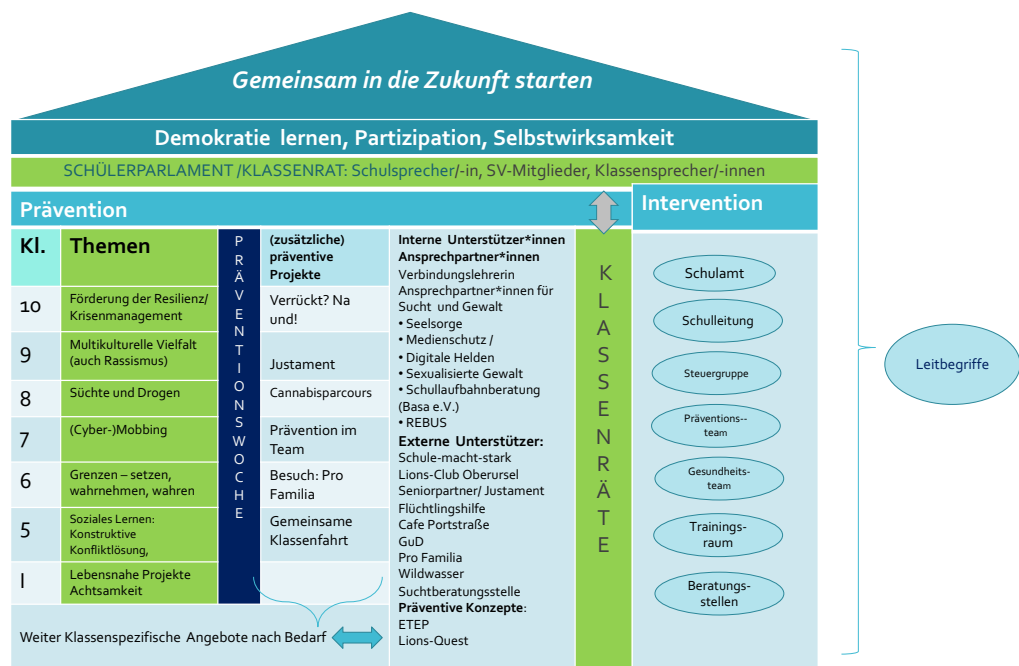 Gemeinsam in die Zukunft starten
Demokratie lernen, Partizipation, Selbstwirksamkeit
SCHÜLERPARLAMENT /KLASSENRAT: Schulsprecher/-in, SV-Mitglieder, Klassensprecher/-innen
Prävention
Intervention
Kl.
Themen
PRÄVENTIONSWOCHE
(zusätzliche)
präventive
Projekte
10
Förderung der Resilienz/
Krisenmanagement
Verrückt? Na
und!
9
Multikulturelle Vielfalt
(auch Rassismus)
Justament
8
Süchte und Drogen
Cannabisparcours
7
(Cyber-)Mobbing
Prävention im
Team
6
Grenzen – setzen,
wahrnehmen, wahren
Besuch: Pro
Familia
5
Soziales Lernen:
Konstruktive
Konfliktlösung,
Gemeinsame
Klassenfahrt
I
Lebensnahe Projekte
Achtsamkeit
Weiter Klassenspezifische Angebote nach Bedarf
Interne Unterstützer*innen
Ansprechpartner*innen
Verbindungslehrerin
Ansprechpartner*innen für
Sucht und Gewalt
• Seelsorge
• Medienschutz /
• Digitale Helden
• Sexualisierte Gewalt
• Schullaufbahnberatung
(Basa e.V.)
• REBUS
Externe Unterstützer:
Schule-macht-stark
Lions-Club Oberursel
Seniorpartner/ Justament
Flüchtlingshilfe
Cafe Portstraße
GuD
Pro Familia
Wildwasser
Suchtberatungsstelle
Präventive Konzepte:
ETEP
Lions-Quest
KLASSENRÄTE
Schulamt
Schulleitung
Steuergruppe
Präventions--
team
Gesundheits-
team
Trainings-
raum
Beratungs-
stellen
Leitbegriffe